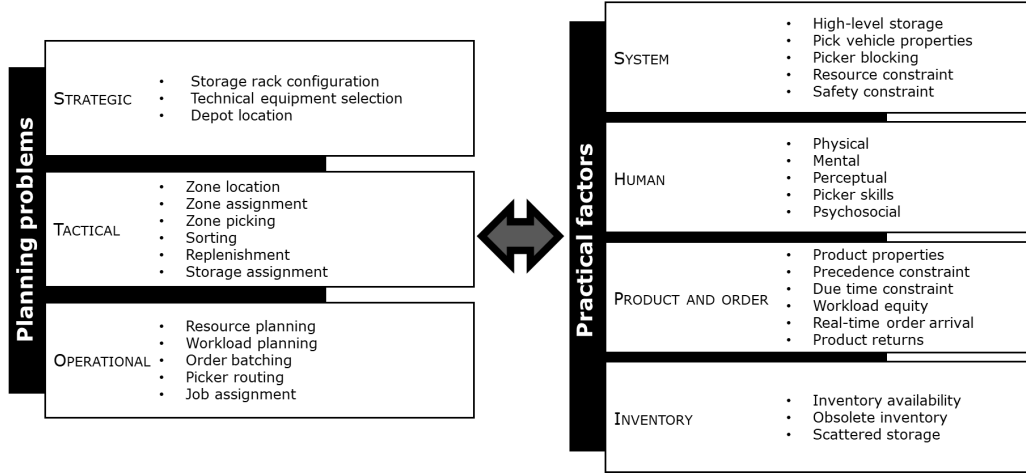 Planning problems
STRATEGIC
• Storage rack configuration
• Technical equipment selection
• Depot location
TACTICAL
• Zone location
• Zone assignment
• Zone picking
• Sorting
• Replenishment
• Storage assignment
OPERATIONAL
• Resource planning
• Workload planning
• Order batching
• Picker routing
• Job assignment
Practical factors
SYSTEM
• High-level storage
• Pick vehicle properties
• Picker blocking
• Resource constraint
• Safety constraint
HUMAN
• Physical
• Mental
• Perceptual
• Picker skills
• Psychosocial
PRODUCT AND ORDER
• Product properties
• Precedence constraint
• Due time constraint
• Workload equity
• Real-time order arrival
• Product returns
INVENTORY
• Inventory availability
• Obsolete inventory
• Scattered storage